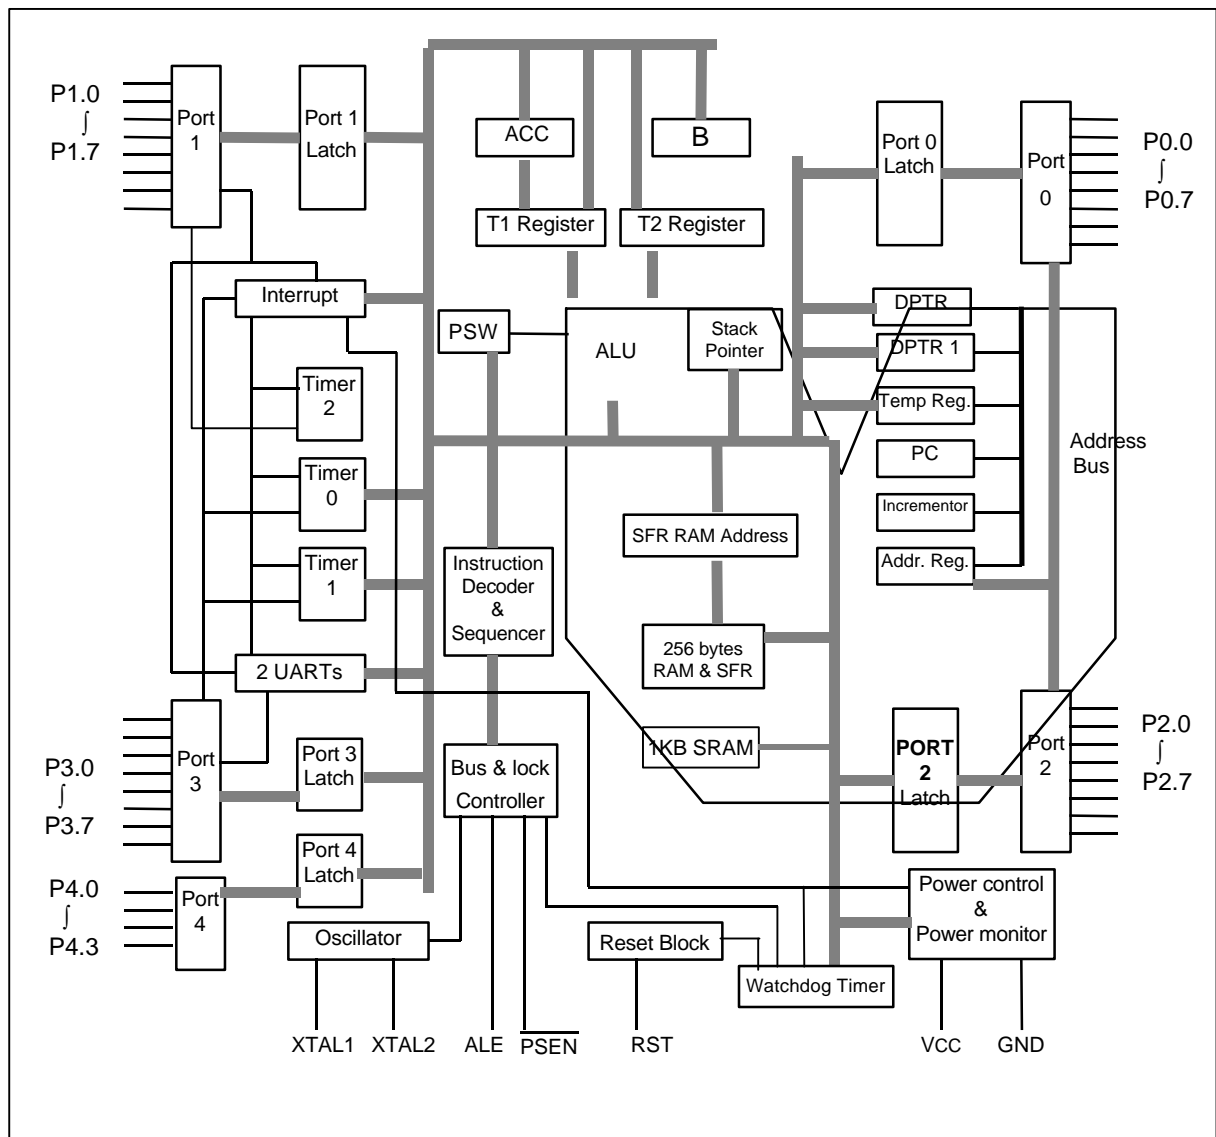 P1.0
∫
P1.7
Port
1
Port 1
Latch
ACC
B
T1 Register
T2 Register
Port 0
Latch
Port
0
P0.0
∫
P0.7
Interrupt
PSW
ALU
Stack
Pointer
DPTR
DPTR 1
Temp Reg.
PC
Incrementor
Addr. Reg.
Address
Bus
Timer
2
Timer
0
Timer
1
Instruction
Decoder
&
Sequencer
SFR RAM Address
256 bytes
RAM & SFR
2 UARTs
P3.0
∫
P3.7
Port
3
Port 3
Latch
Bus & lock
Controller
1KB SRAM
PORT
2
Latch
Port
2
P2.0
∫
P2.7
P4.0
∫
P4.3
Port
4
Port 4
Latch
Oscillator
Reset Block
Watchdog Timer
Power control
&
Power monitor
XTAL1
XTAL2
ALE
PSEN
RST
VCC
GND